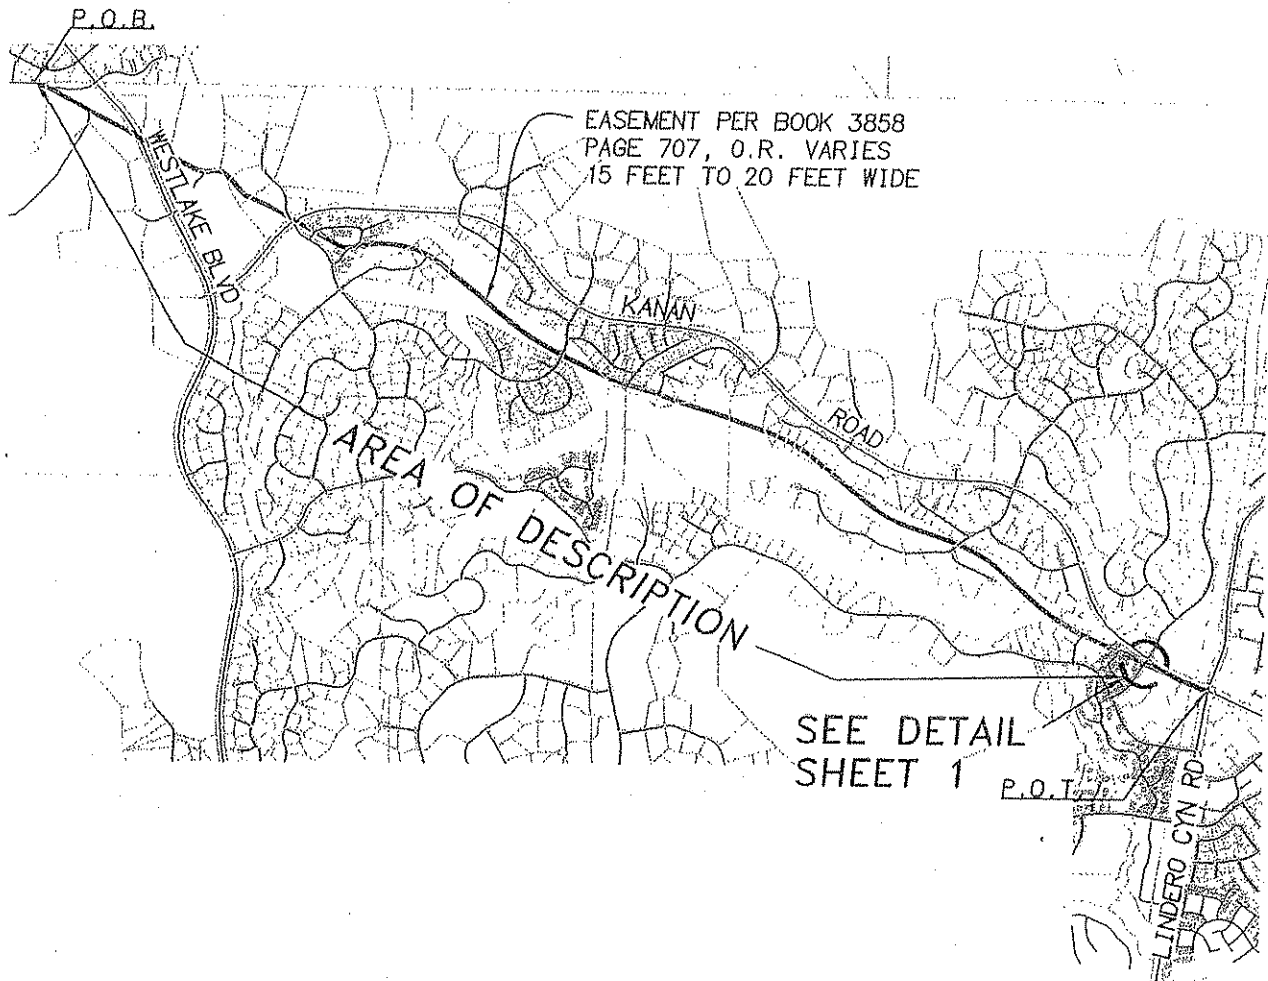 P.O.B.
EASEMENT PER BOOK 3858
PAGE 707, O.R. VARIES
15 FEET TO 20 FEET WIDE
WESTLAKE BLVD
KANAN
ROAD
AREA OF DESCRIPTION
SEE DETAIL
SHEET 1
P.O.T.
LINDERO CYN RD